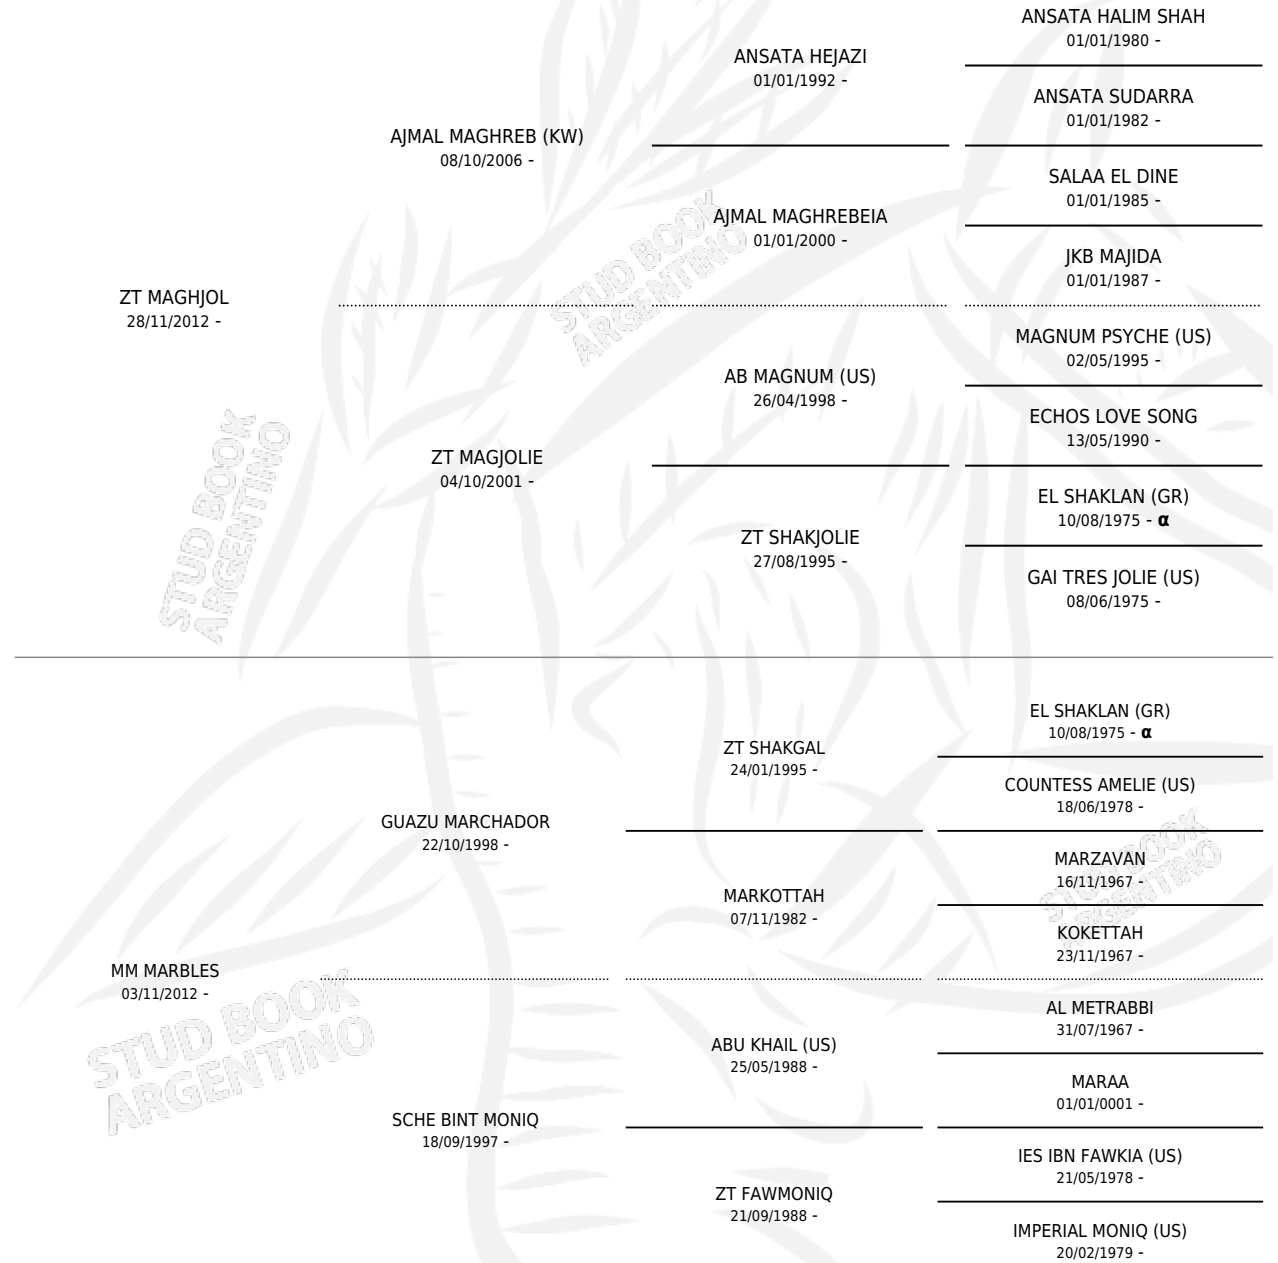 ANSATA HALIM SHAH
01/01/1980 -
ANSATA HEJAZI
01/01/1992 -
ANSATA SUDARRA
01/01/1982 -
AJMAL MAGHREB (KW)
08/10/2006 -
SALAA EL DINE
01/01/1985 -
AJMAL MAGHREBEIA
01/01/2000 -
JKB MAJIDA
01/01/1987 -
ZT MAGHJOL
28/11/2012 -
MAGNUM PSYCHE (US)
02/05/1995 -
AB MAGNUM (US)
26/04/1998 -
ECHOS LOVE SONG
13/05/1990 -
ZT MAGJOLIE
04/10/2001 -
EL SHAKLAN (GR)
10/08/1975 - α
ZT SHAKJOLIE
27/08/1995 -
GAI TRES JOLIE (US)
08/06/1975 -
STUD BOOK
ARGENTINO
STUD BOOK
ARGENTINO
EL SHAKLAN (GR)
10/08/1975 - α
ZT SHAKGAL
24/01/1995 -
COUNTESS AMELIE (US)
18/06/1978 -
GUAZU MARCHADOR
22/10/1998 -
MARZAVAN
16/11/1967 -
MARKOTTAH
07/11/1982 -
KOKETTAH
23/11/1967 -
MM MARBLES
03/11/2012 -
AL METRABBI
31/07/1967 -
ABU KHAIL (US)
25/05/1988 -
MARAA
01/01/0001 -
SCHE BINT MONIQ
18/09/1997 -
IES IBN FAWKIA (US)
21/05/1978 -
ZT FAWMONIQ
21/09/1988 -
IMPERIAL MONIQ (US)
20/02/1979 -
STUD BOOK
ARGENTINO
STUD BOOK
ARGENTINO